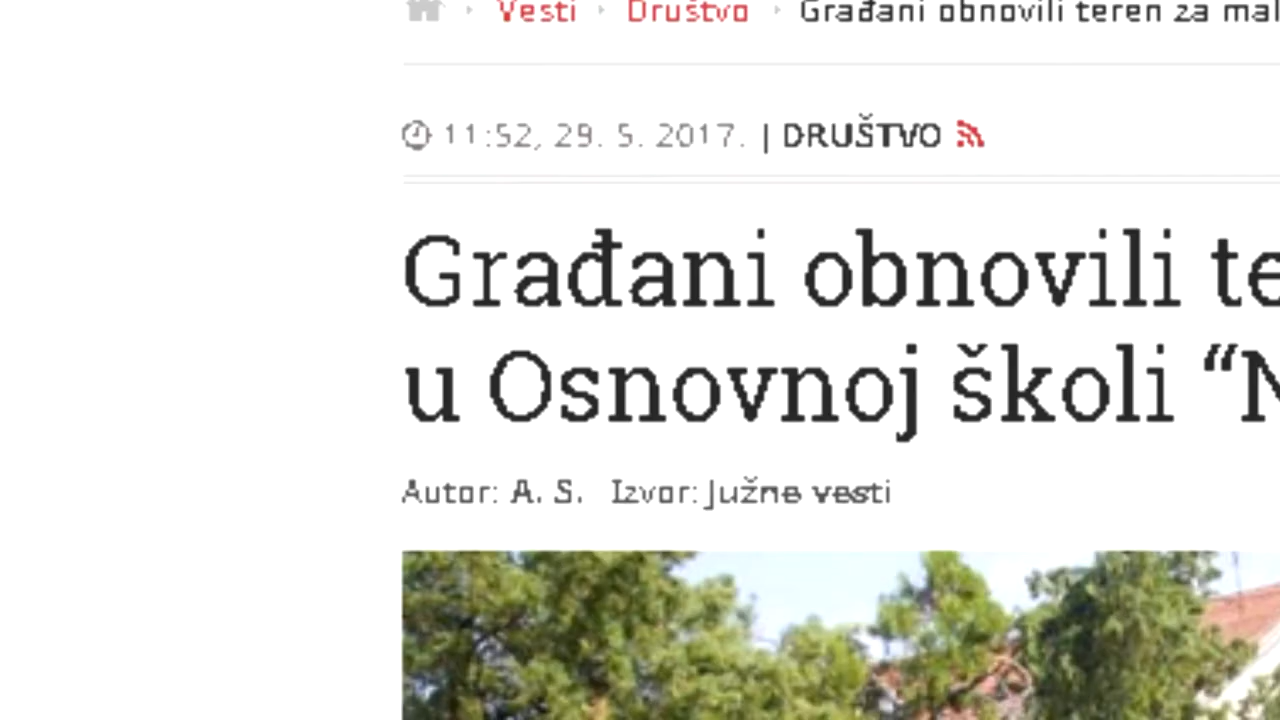 Vesti Društvo Građani obnovili teren za mal
11:52, 29. 5. 2017. | DRUŠTVO
Građani obnovili te
u Osnovnoj školi “N
Autor: A. S. Izvor: Južne vesti